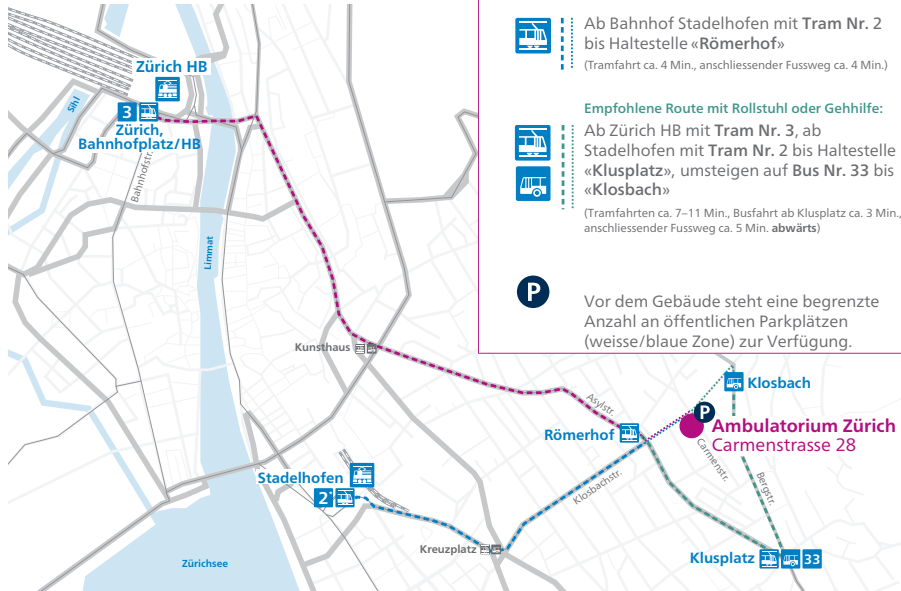 Ab Bahnhof Stadelhofen mit Tram Nr. 2
bis Haltestelle «Römerhof»
(Tramfahrt ca. 4 Min., anschliessender Fussweg ca. 4 Min.)
Empfohlene Route mit Rollstuhl oder Gehhilfe:
Ab Zürich HB mit Tram Nr. 3, ab
Stadelhofen mit Tram Nr. 2 bis Haltestelle
«Klusplatz», umsteigen auf Bus Nr. 33 bis
«Klosbach»
(Tramfahrten ca. 7–11 Min., Busfahrt ab Klusplatz ca. 3 Min.,
anschliessender Fussweg ca. 5 Min. abwärts)
P
Vor dem Gebäude steht eine begrenzte
Anzahl an öffentlichen Parkplätzen
(weisse/blaue Zone) zur Verfügung.
Zürich HB
3
Zürich,
Bahnhofplatz/HB
Sihl
Bahnhofstr.
Limmat
Kunsthaus
Asylstr.
Klosbach
P
Ambulatorium Zürich
Carmenstrasse 28
Römerhof
Carmenstr.
Klosbachstr.
Bergstr.
Stadelhofen
2
Kreuzplatz
Klusplatz
33
Zürichsee